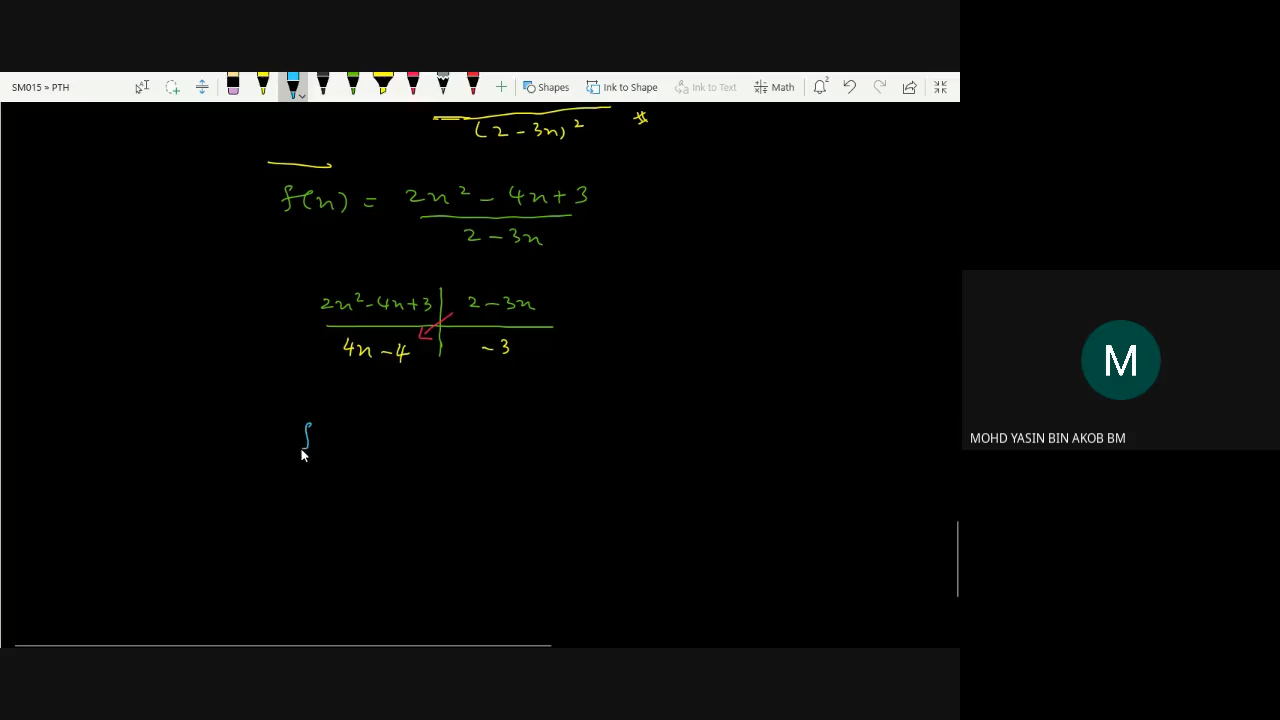 SM015 » PTH Shapes Ink to Shape Ink to Text Math 2
(2 - 3x)²
f(x) = 2x² - 4x + 3
2 - 3x
2x² - 4x + 3 2 - 3x
4x - 4 - 3
∫
M
MOHD YASIN BIN AKOB BM